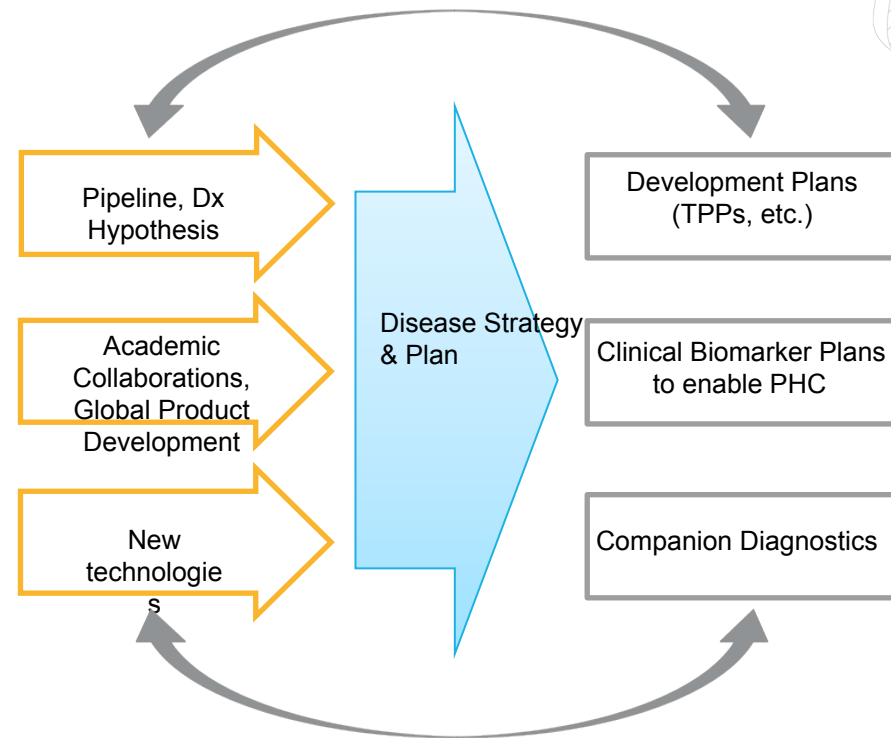 Pipeline, Dx
Hypothesis
Academic
Collaborations,
Global Product
Development
New
technologie
s
Disease Strategy
& Plan
Development Plans
(TPPs, etc.)
Clinical Biomarker Plans
to enable PHC
Companion Diagnostics